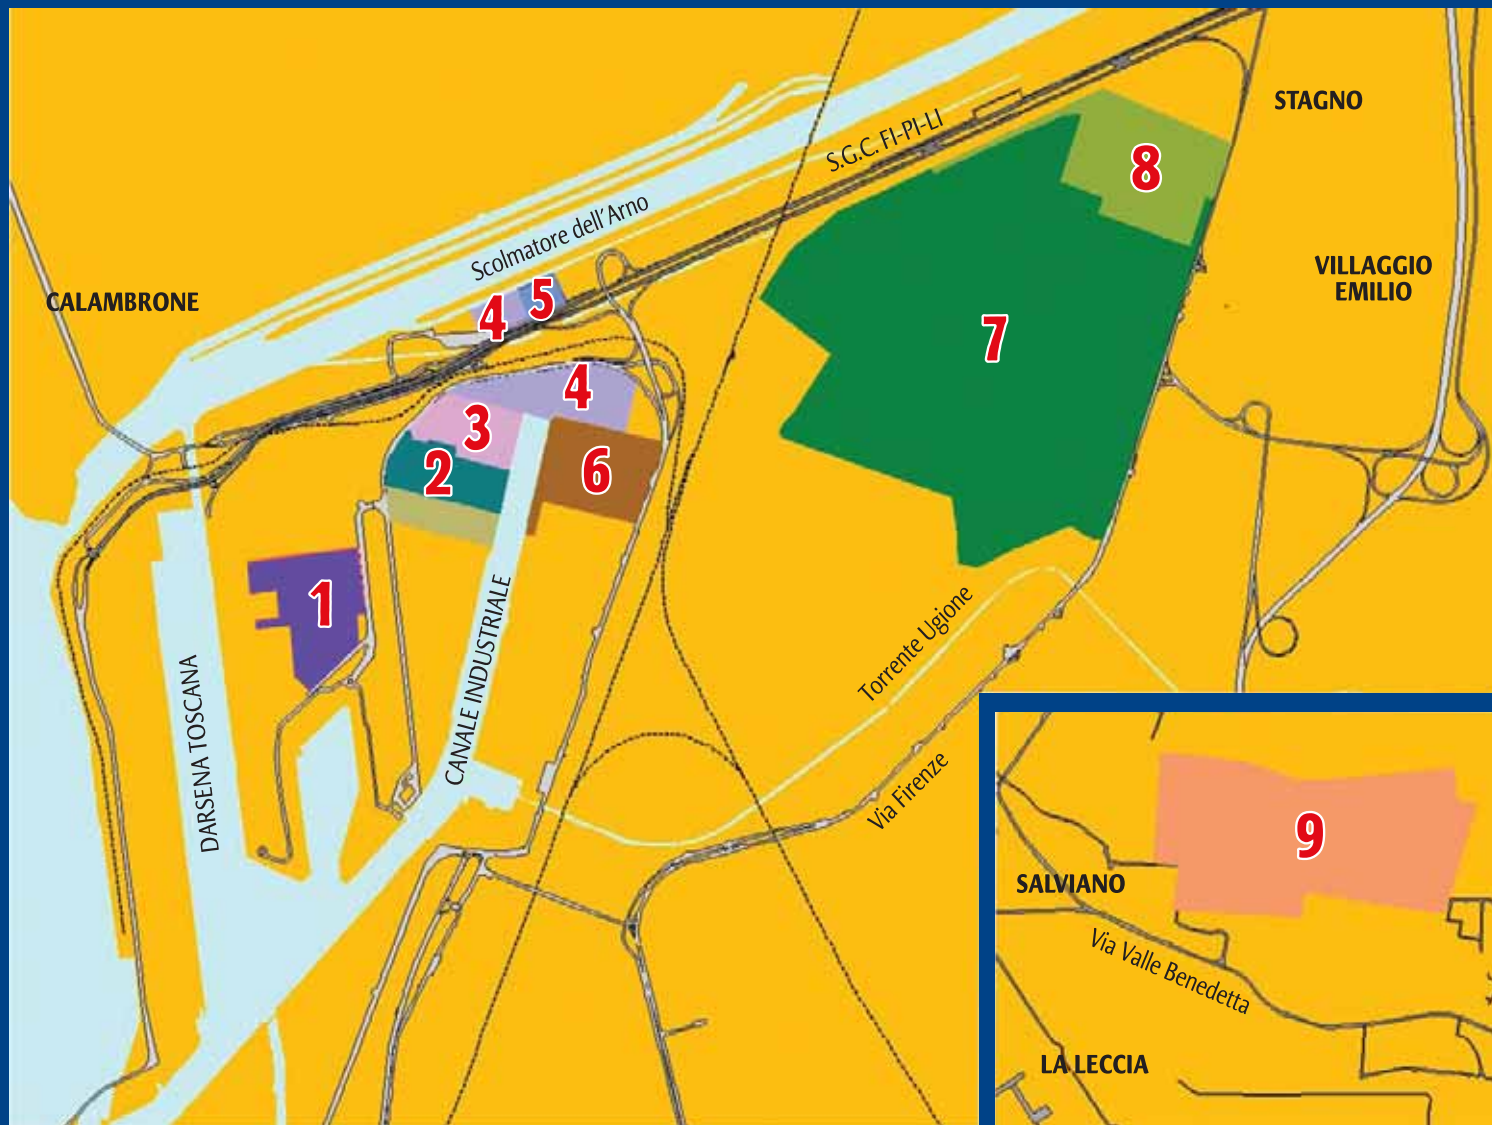 STAGNO
S.G.C. FI-PI-LI
8
Scolmatore dell'Arno
VILLAGGIO
EMILIO
CALAMBRONE
4
5
7
4
3
2
6
1
CANALE INDUSTRIALE
DARSENA TOSCANA
Torrente Ugione
Via Firenze
9
SALVIANO
Via Valle Benedetta
LA LECCIA